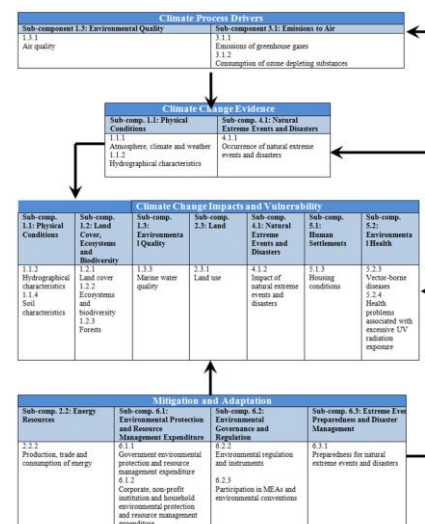 Climate Process Drivers
Sub-component 1.3: Environmental Quality
1.3.1
Air quality
Sub-component 3.1: Emissions to Air
3.1.1
Emissions of greenhouse gases
3.1.2
Consumption of ozone depleting substances
Climate Change Evidence
Sub-comp. 1.1: Physical
Conditions
1.1.1
Atmosphere, climate and weather
1.1.2
Hydrographical characteristics
Sub-comp. 4.1: Natural
Extreme Events and Disasters
4.1.1
Occurrence of natural extreme
events and disasters
Climate Change Impacts and Vulnerability
Sub-comp.
1.1: Physical
Conditions
1.1.2
Hydrographical
characteristics
1.1.4
Soil
characteristics
Sub-comp.
1.2: Land
Cover,
Ecosystems
and
Biodiversity
1.2.1
Land cover
1.2.2
Ecosystems
and
biodiversity
1.2.3
Forests
Sub-comp.
1.3:
Environmenta
l Quality
1.3.3
Marine water
quality
Sub-comp.
2.3: Land
2.3.1
Land use
Sub-comp.
4.1: Natural
Extreme
Events and
Disasters
4.1.2
Impact of
natural extreme
events and
disasters
Sub-comp.
5.1:
Human
Settlements
5.1.3
Housing
conditions
Sub-comp.
5.2:
Environmenta
l Health
5.2.3
Vector-borne
diseases
5.2.4
Health
problems
associated with
excessive UV
radiation
exposure
Mitigation and Adaptation
Sub-comp. 2.2: Energy
Resources
2.2.2
Production, trade and
consumption of energy
Sub-comp. 6.1:
Environmental Protection
and Resource
Management Expenditure
6.1.1
Government environmental
protection and resource
management expenditure
6.1.2
Corporate, non-profit
institution and household
environmental protection
and resource management
expenditure
Sub-comp. 6.2:
Environmental
Governance and
Regulation
6.2.2
Environmental regulation
and instruments
6.2.3
Participation in MEAs and
environmental conventions
Sub-comp. 6.3: Extreme Even
Preparedness and Disaster
Management
6.3.1
Preparedness for natural
extreme events and disasters